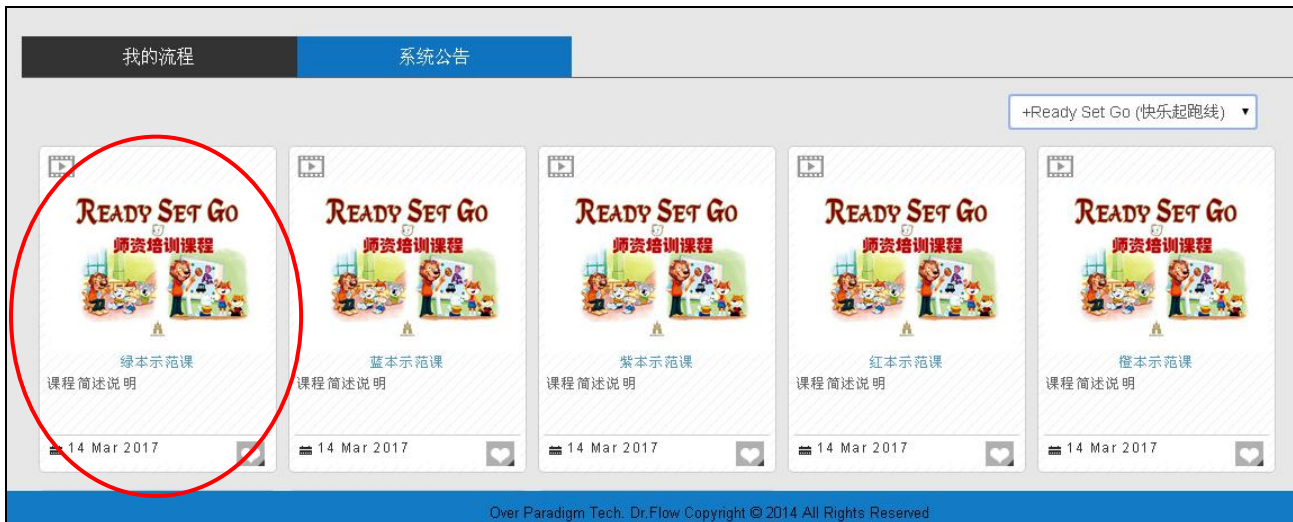 我的流程
系统公告
+Ready Set Go (快乐起跑线)
READY SET GO
师资培训课程
绿本示范课
课程简述说明
14 Mar 2017
READY SET GO
师资培训课程
蓝本示范课
课程简述说明
14 Mar 2017
READY SET GO
师资培训课程
紫本示范课
课程简述说明
14 Mar 2017
READY SET GO
师资培训课程
红本示范课
课程简述说明
14 Mar 2017
READY SET GO
师资培训课程
橙本示范课
课程简述说明
14 Mar 2017
Over Paradigm Tech. Dr.Flow Copyright © 2014 All Rights Reserved